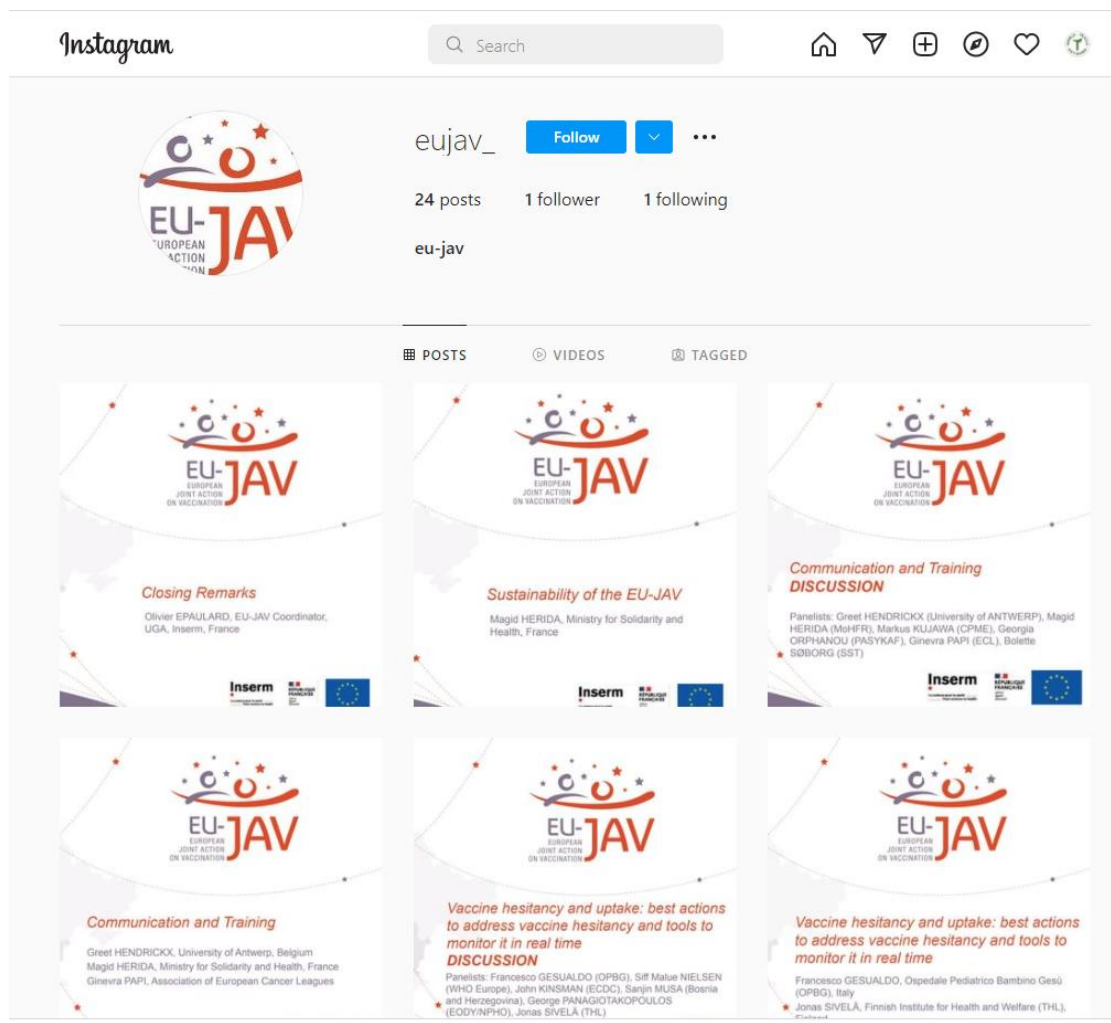 Instagram
Search
eujav_
Follow
24 posts 1 follower 1 following
eu-jav
EU-
JAV
UROPEAN
ACTION
POSTS VIDEOS TAGGED
EU-
JAV
EUROPEAN
JOINT ACTION
ON VACCINATION
Closing Remarks
Olivier EPAULARD, EU-JAV Coordinator,
UGA, Inserm, France
Inserm
EU-
JAV
EUROPEAN
JOINT ACTION
ON VACCINATION
Sustainability of the EU-JAV
Magid HERIDA, Ministry for Solidarity and
Health, France
Inserm
EU-
JAV
EUROPEAN
JOINT ACTION
ON VACCINATION
Communication and Training
DISCUSSION
Panelists: Greet HENDRICKX (University of ANTWERP), Magid
HERIDA (MoHFR), Markus KUJAWA (CPME), Georgia
ORPHANOU (PASYKAF), Ginevra PAPI (ECL), Bolette
SØBORG (SST)
Inserm
EU-
JAV
EUROPEAN
JOINT ACTION
ON VACCINATION
Communication and Training
Greet HENDRICKX, University of Antwerp, Belgium
Magid HERIDA, Ministry for Solidarity and Health, France
Ginevra PAPI, Association of European Cancer Leagues
EU-
JAV
EUROPEAN
JOINT ACTION
ON VACCINATION
Vaccine hesitancy and uptake: best actions
to address vaccine hesitancy and tools to
monitor it in real time
DISCUSSION
Panelists: Francesco GESUALDO (OPBG), Siff Malue NIELSEN
(WHO Europe), John KINSMAN (ECDC), Sanjin MUSA (Bosnia
and Herzegovina), George PANAGIOTAKOPOULOS
(EODY/NPHO), Jonas SIVELÄ (THL)
EU-
JAV
EUROPEAN
JOINT ACTION
ON VACCINATION
Vaccine hesitancy and uptake: best actions
to address vaccine hesitancy and tools to
monitor it in real time
Francesco GESUALDO, Ospedale Pediatrico Bambino Gesù
(OPBG), Italy
Jonas SIVELÄ, Finnish Institute for Health and Welfare (THL),